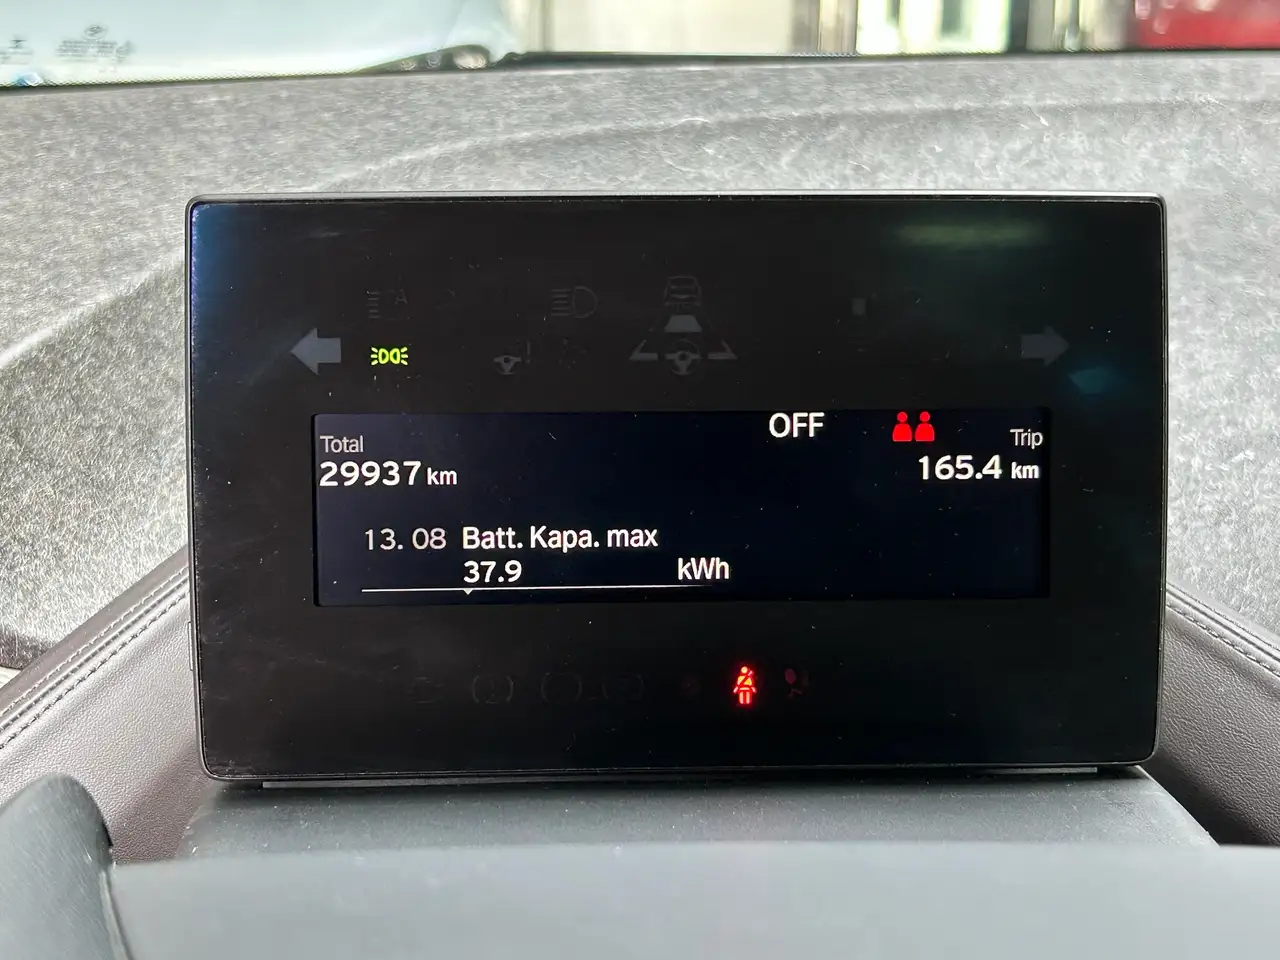 OFF
Total
Trip
29937 km
165.4 km
13. 08 Batt. Kapa. max
37.9 kWh